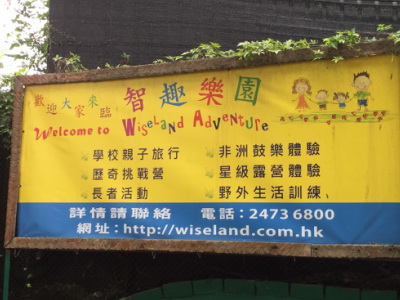 歡迎大家來臨 智趣樂園
Welcome to Wiseland Adventure
學校親子旅行 非洲鼓樂體驗
歷奇挑戰營 星級露營體驗
長者活動 野外生活訓練
詳情請聯絡 電話：2473 6800
網址：http://wiseland.com.hk